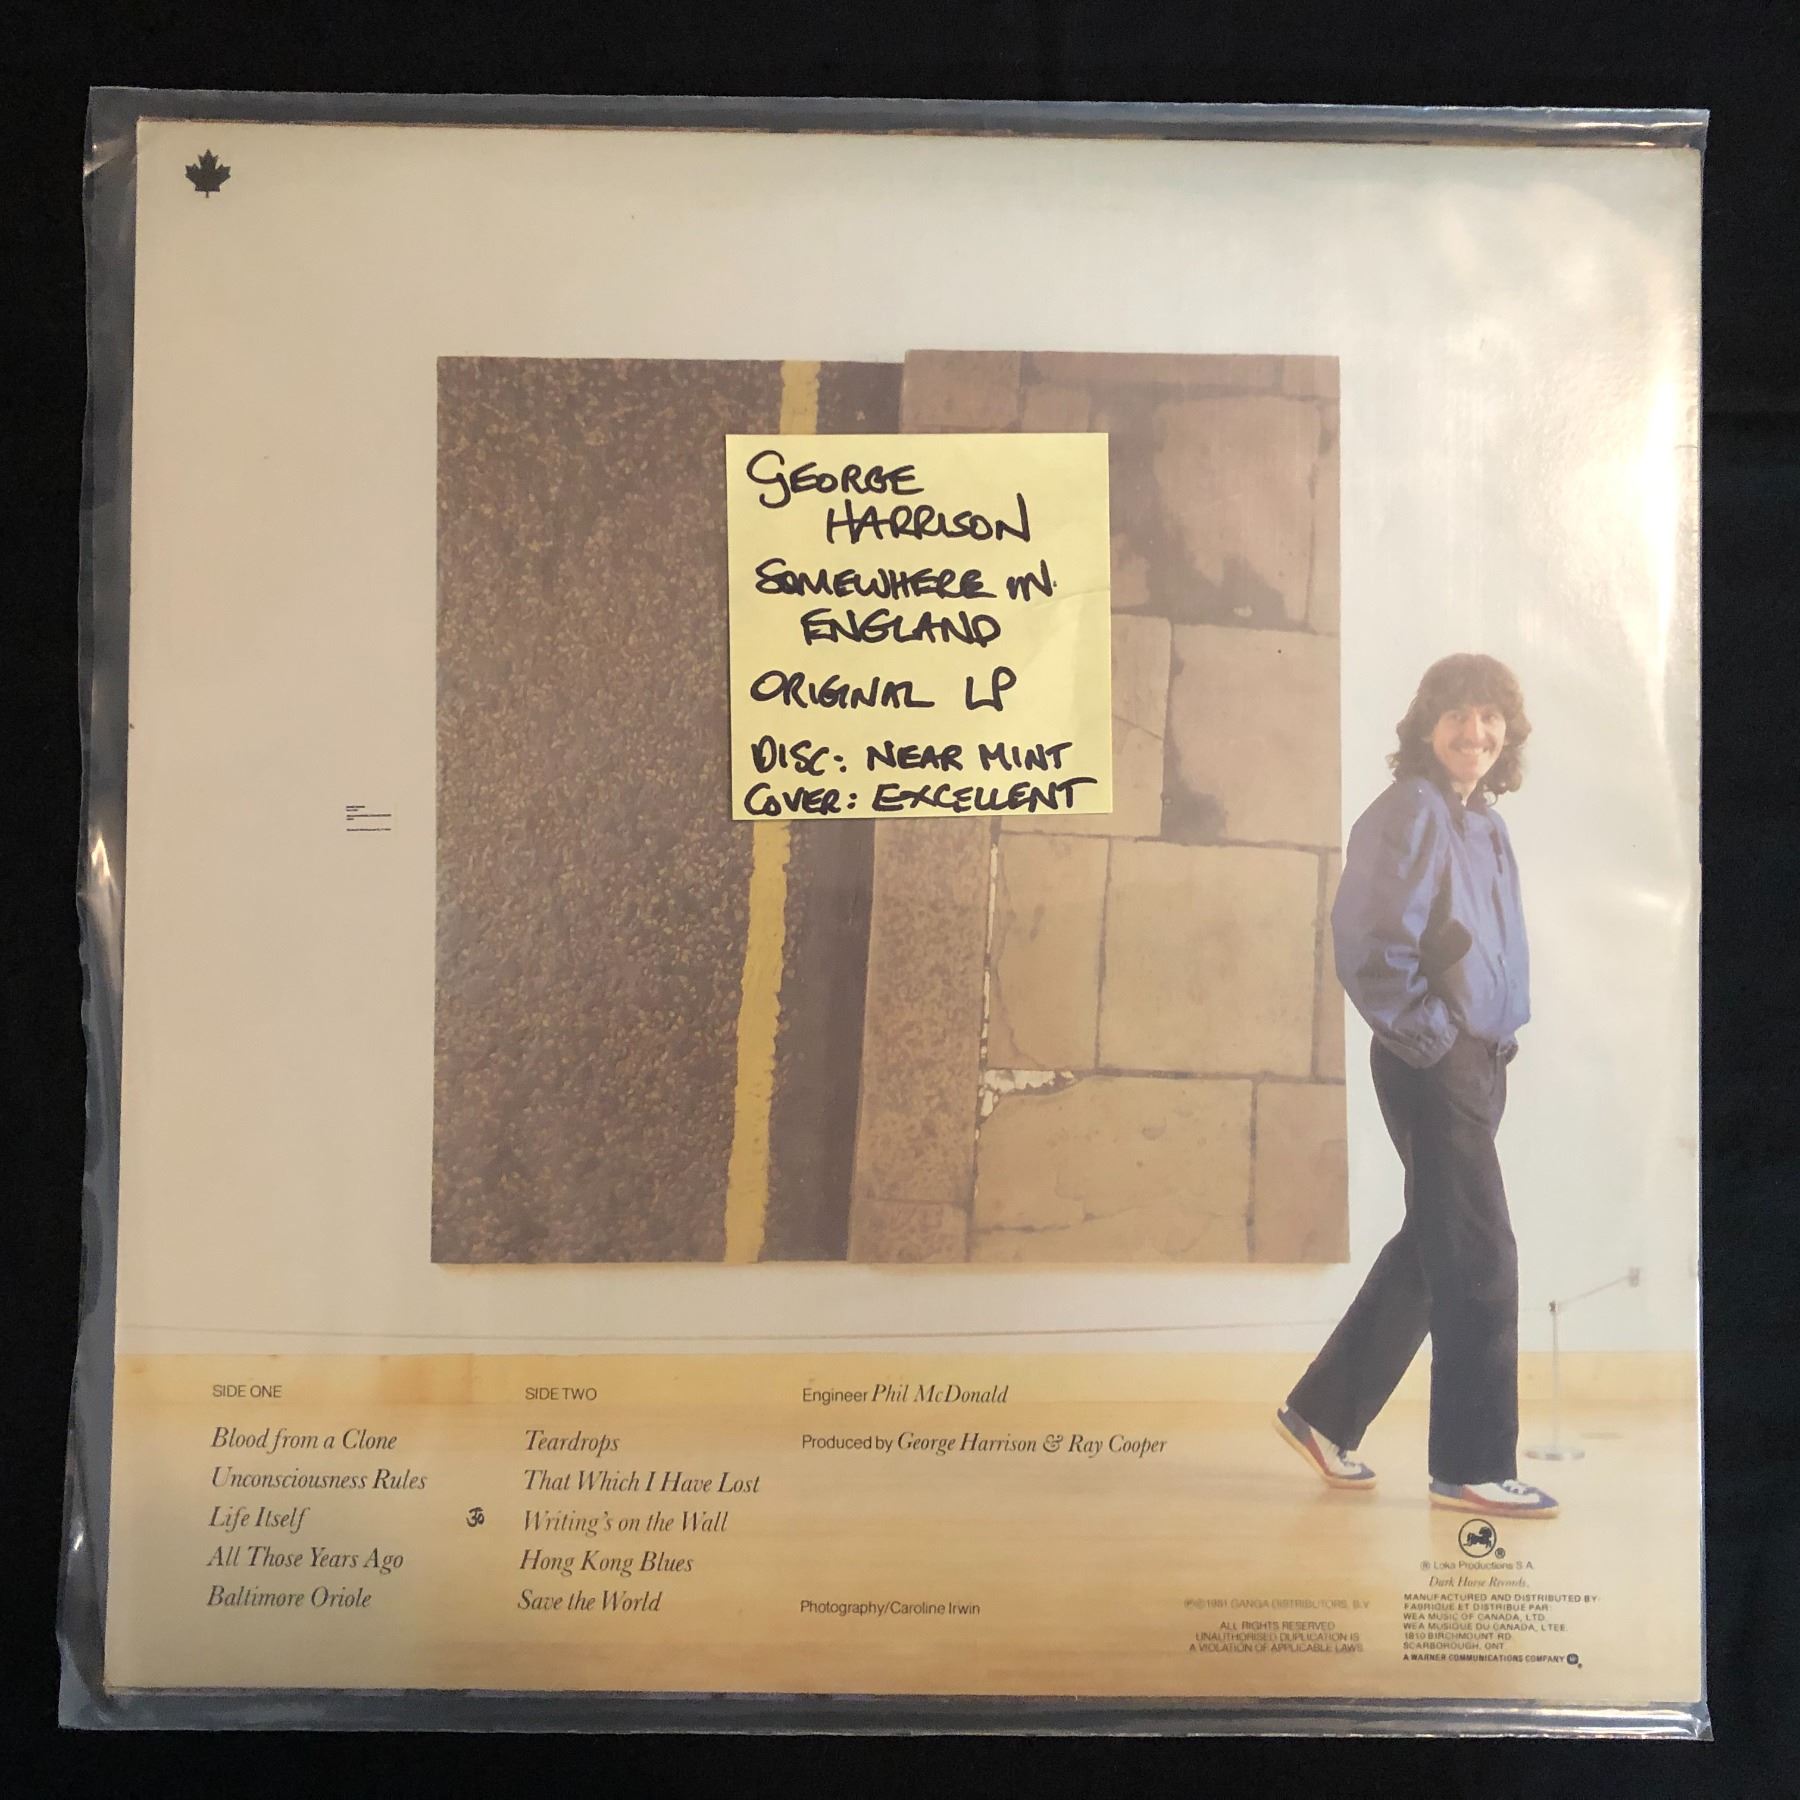 GEORGE
HARRISON
SOMEWHERE IN
ENGLAND
ORIGINAL LP
DISC: NEAR MINT
COVER: EXCELLENT
SIDE ONE
Blood from a Clone
Unconsciousness Rules
Life Itself
All Those Years Ago
Baltimore Oriole
ॐ
SIDE TWO
Teardrops
That Which I Have Lost
Writing's on the Wall
Hong Kong Blues
Save the World
Engineer Phil McDonald
Produced by George Harrison & Ray Cooper
Photography/Caroline Irwin
℗©1981 GANGA DISTRIBUTORS, B.V
ALL RIGHTS RESERVED
UNAUTHORISED DUPLICATION IS
A VIOLATION OF APPLICABLE LAWS
®
® Loka Productions S.A.
Dark Horse Records,
MANUFACTURED AND DISTRIBUTED BY:
FABRIQUE ET DISTRIBUE PAR:
WEA MUSIC OF CANADA, LTD.
WEA MUSIQUE DU CANADA, LTEE.
1810 BIRCHMOUNT RD.
SCARBOROUGH, ONT
A WARNER COMMUNICATIONS COMPANY